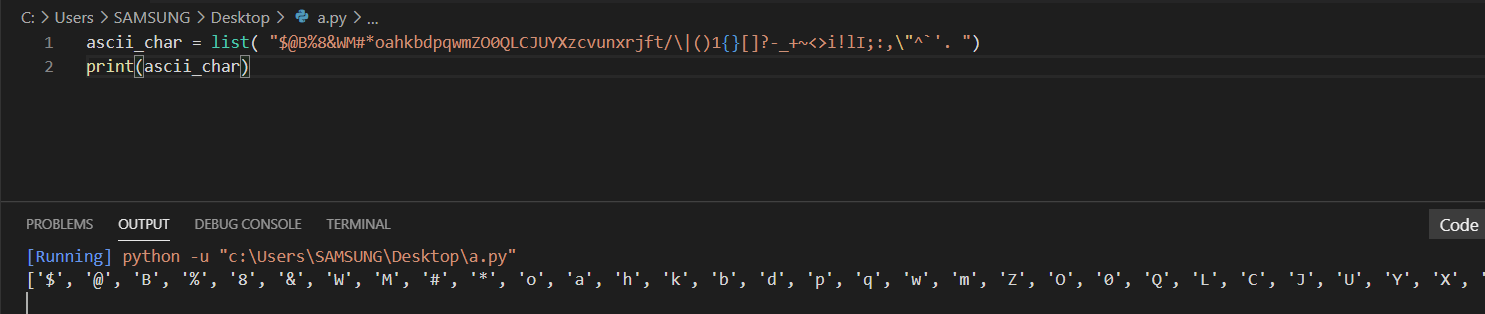 C: > Users > SAMSUNG > Desktop > a.py > ...
1 ascii_char = list( "$@B%8&WM#*oahkbdpqwmZO0QLCJUYXzcvunxrjft/\|()1{}[]?-_+~<>i!lI;:,\"^`'. ")
2 print(ascii_char)
PROBLEMS OUTPUT DEBUG CONSOLE TERMINAL Code
[Running] python -u "c:\Users\SAMSUNG\Desktop\a.py"
['$', '@', 'B', '%', '8', '&', 'W', 'M', '#', '*', 'o', 'a', 'h', 'k', 'b', 'd', 'p', 'q', 'w', 'm', 'Z', 'O', '0', 'Q', 'L', 'C', 'J', 'U', 'Y', 'X', '